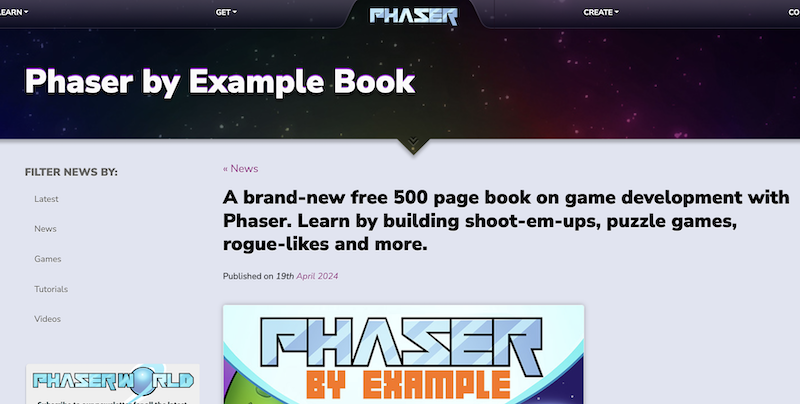 LEARN
GET
PHASER
CREATE
CO
Phaser by Example Book
FILTER NEWS BY:
Latest
News
Games
Tutorials
Videos
« News
A brand-new free 500 page book on game development with
Phaser. Learn by building shoot-em-ups, puzzle games,
rogue-likes and more.
Published on 19th April 2024
PHASER
BY EXAMPLE
PHASER WORLD